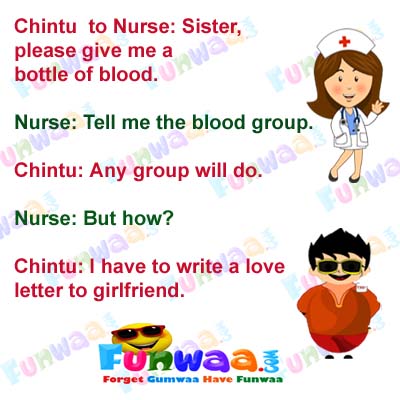 Chintu  to Nurse: Sister,
please give me a
bottle of blood.
Nurse: Tell me the blood group.
Chintu: Any group will do.
Nurse: But how?
Chintu: I have to write a love
letter to girlfriend.
Funwaa.com
Forget Gumwaa Have Funwaa